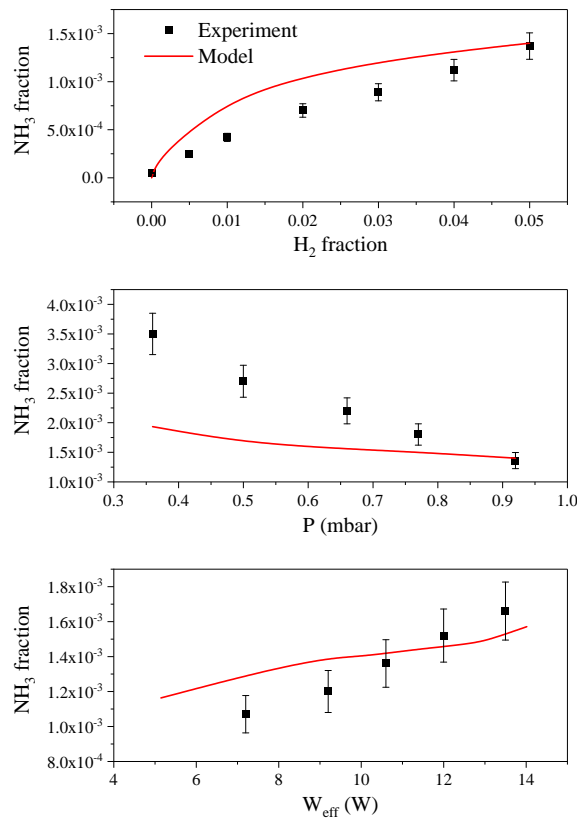 Experiment
Model
1.5x10⁻³
1.0x10⁻³
5.0x10⁻⁴
0.0
NH₃ fraction
0.00 0.01 0.02 0.03 0.04 0.05
H₂ fraction
4.0x10⁻³
3.5x10⁻³
3.0x10⁻³
2.5x10⁻³
2.0x10⁻³
1.5x10⁻³
1.0x10⁻³
NH₃ fraction
0.3 0.4 0.5 0.6 0.7 0.8 0.9 1.0
P (mbar)
1.8x10⁻³
1.6x10⁻³
1.4x10⁻³
1.2x10⁻³
1.0x10⁻³
8.0x10⁻⁴
NH₃ fraction
4 6 8 10 12 14
W_eff (W)